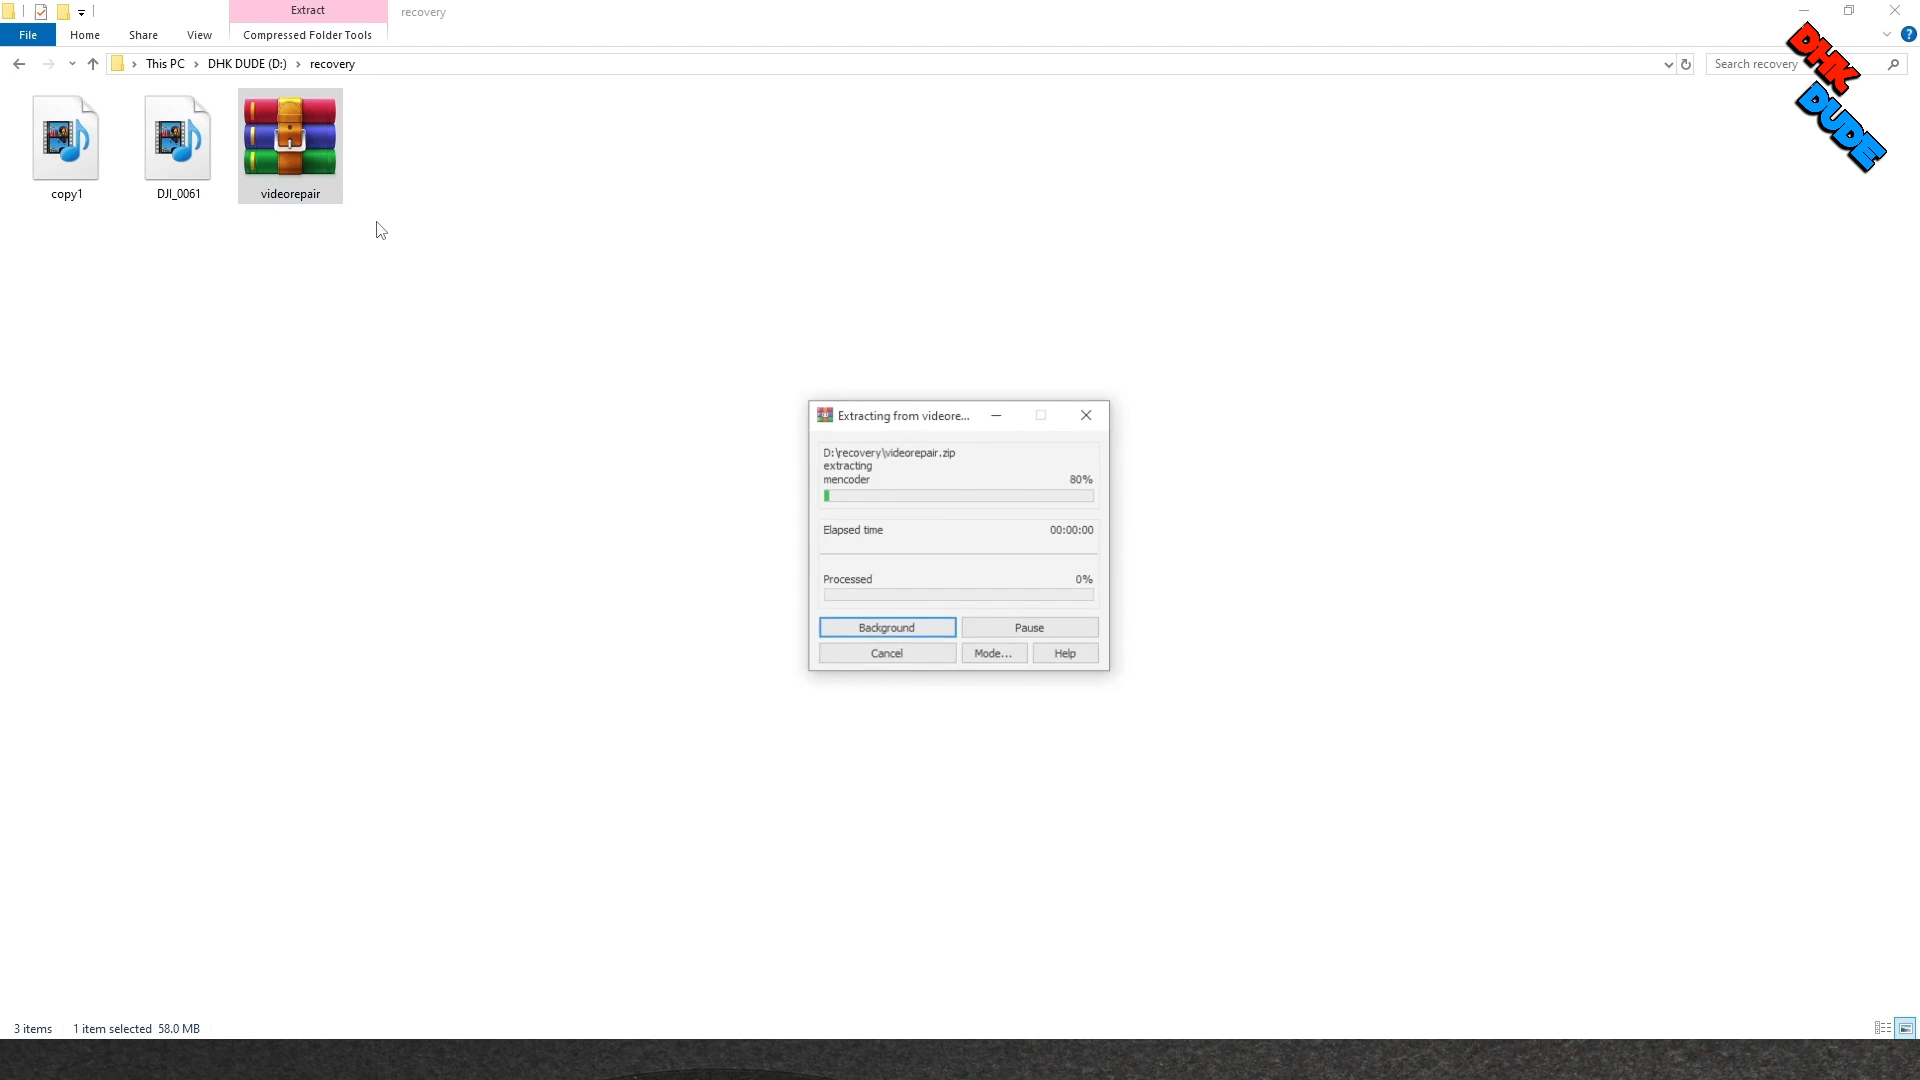 Extract
recovery
File
Home
Share
View
Compressed Folder Tools
?
This PC
DHK DUDE (D:)
recovery
Search recovery
DHK
DUDE
copy1
DJI_0061
videorepair
Extracting from videore...
D:\recovery\videorepair.zip
extracting
mencoder 80%
Elapsed time 00:00:00
Processed 0%
Background
Pause
Cancel
Mode...
Help
3 items 1 item selected 58.0 MB